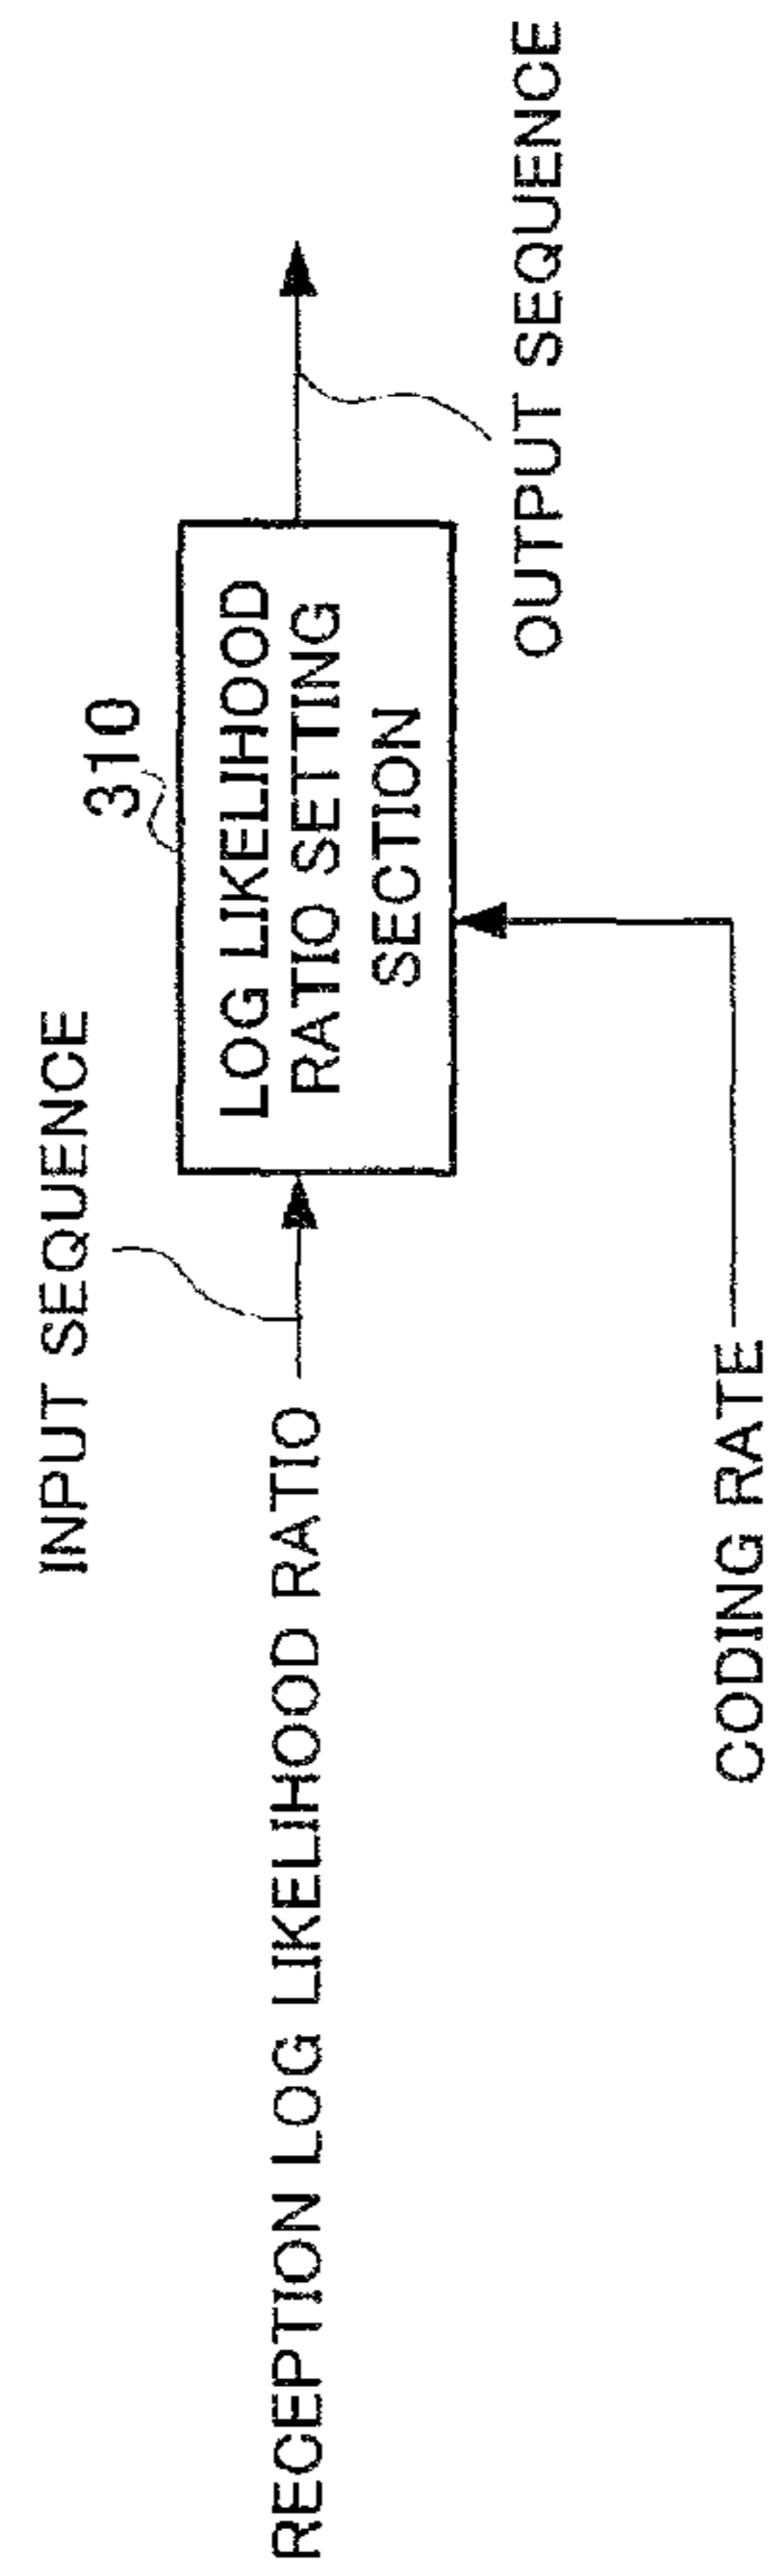 INPUT SEQUENCE
310
RECEPTION LOG LIKELIHOOD RATIO
LOG LIKELIHOOD
RATIO SETTING
SECTION
OUTPUT SEQUENCE
CODING RATE